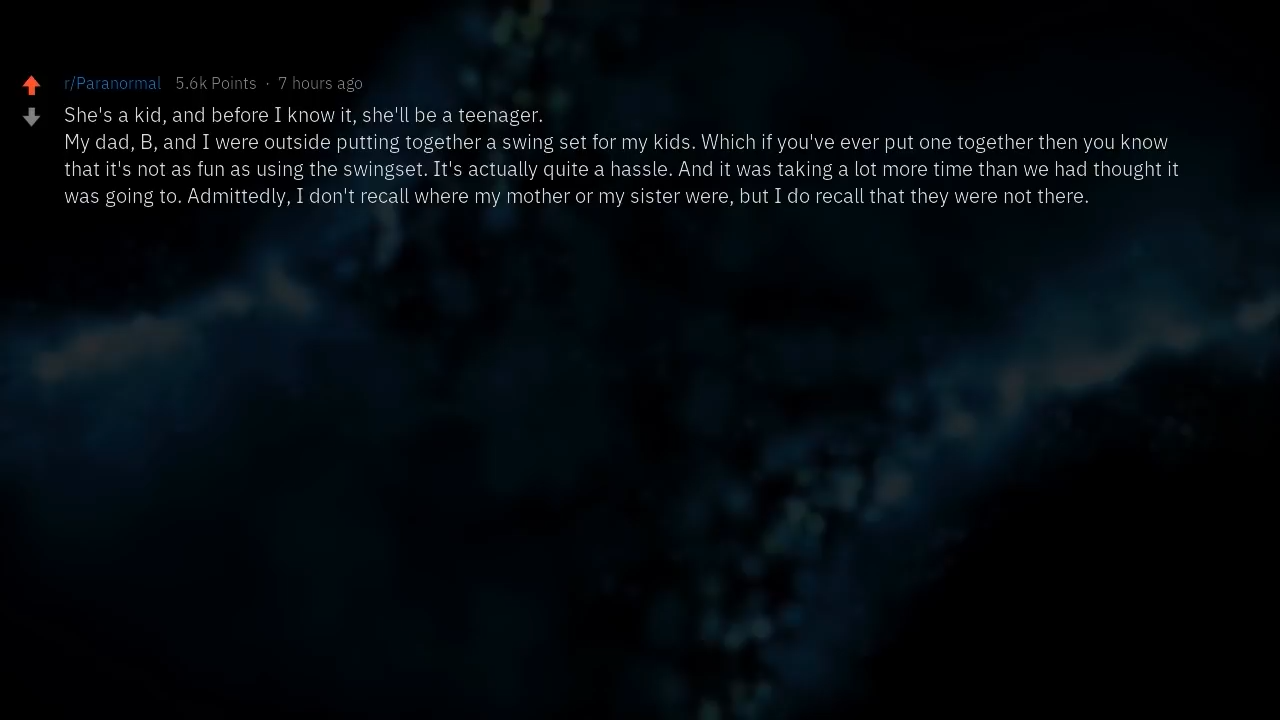 r/Paranormal 5.6k Points · 7 hours ago
She's a kid, and before I know it, she'll be a teenager.
My dad, B, and I were outside putting together a swing set for my kids. Which if you've ever put one together then you know
that it's not as fun as using the swingset. It's actually quite a hassle. And it was taking a lot more time than we had thought it
was going to. Admittedly, I don't recall where my mother or my sister were, but I do recall that they were not there.